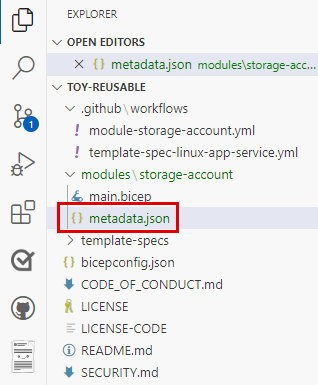 EXPLORER
OPEN EDITORS
metadata.json modules\storage-acc...
TOY-REUSABLE
.github\workflows
module-storage-account.yml
template-spec-linux-app-service.yml
modules\storage-account
main.bicep
{} metadata.json
template-specs
{} bicepconfig.json
CODE_OF_CONDUCT.md
LICENSE
LICENSE-CODE
README.md
SECURITY.md
1